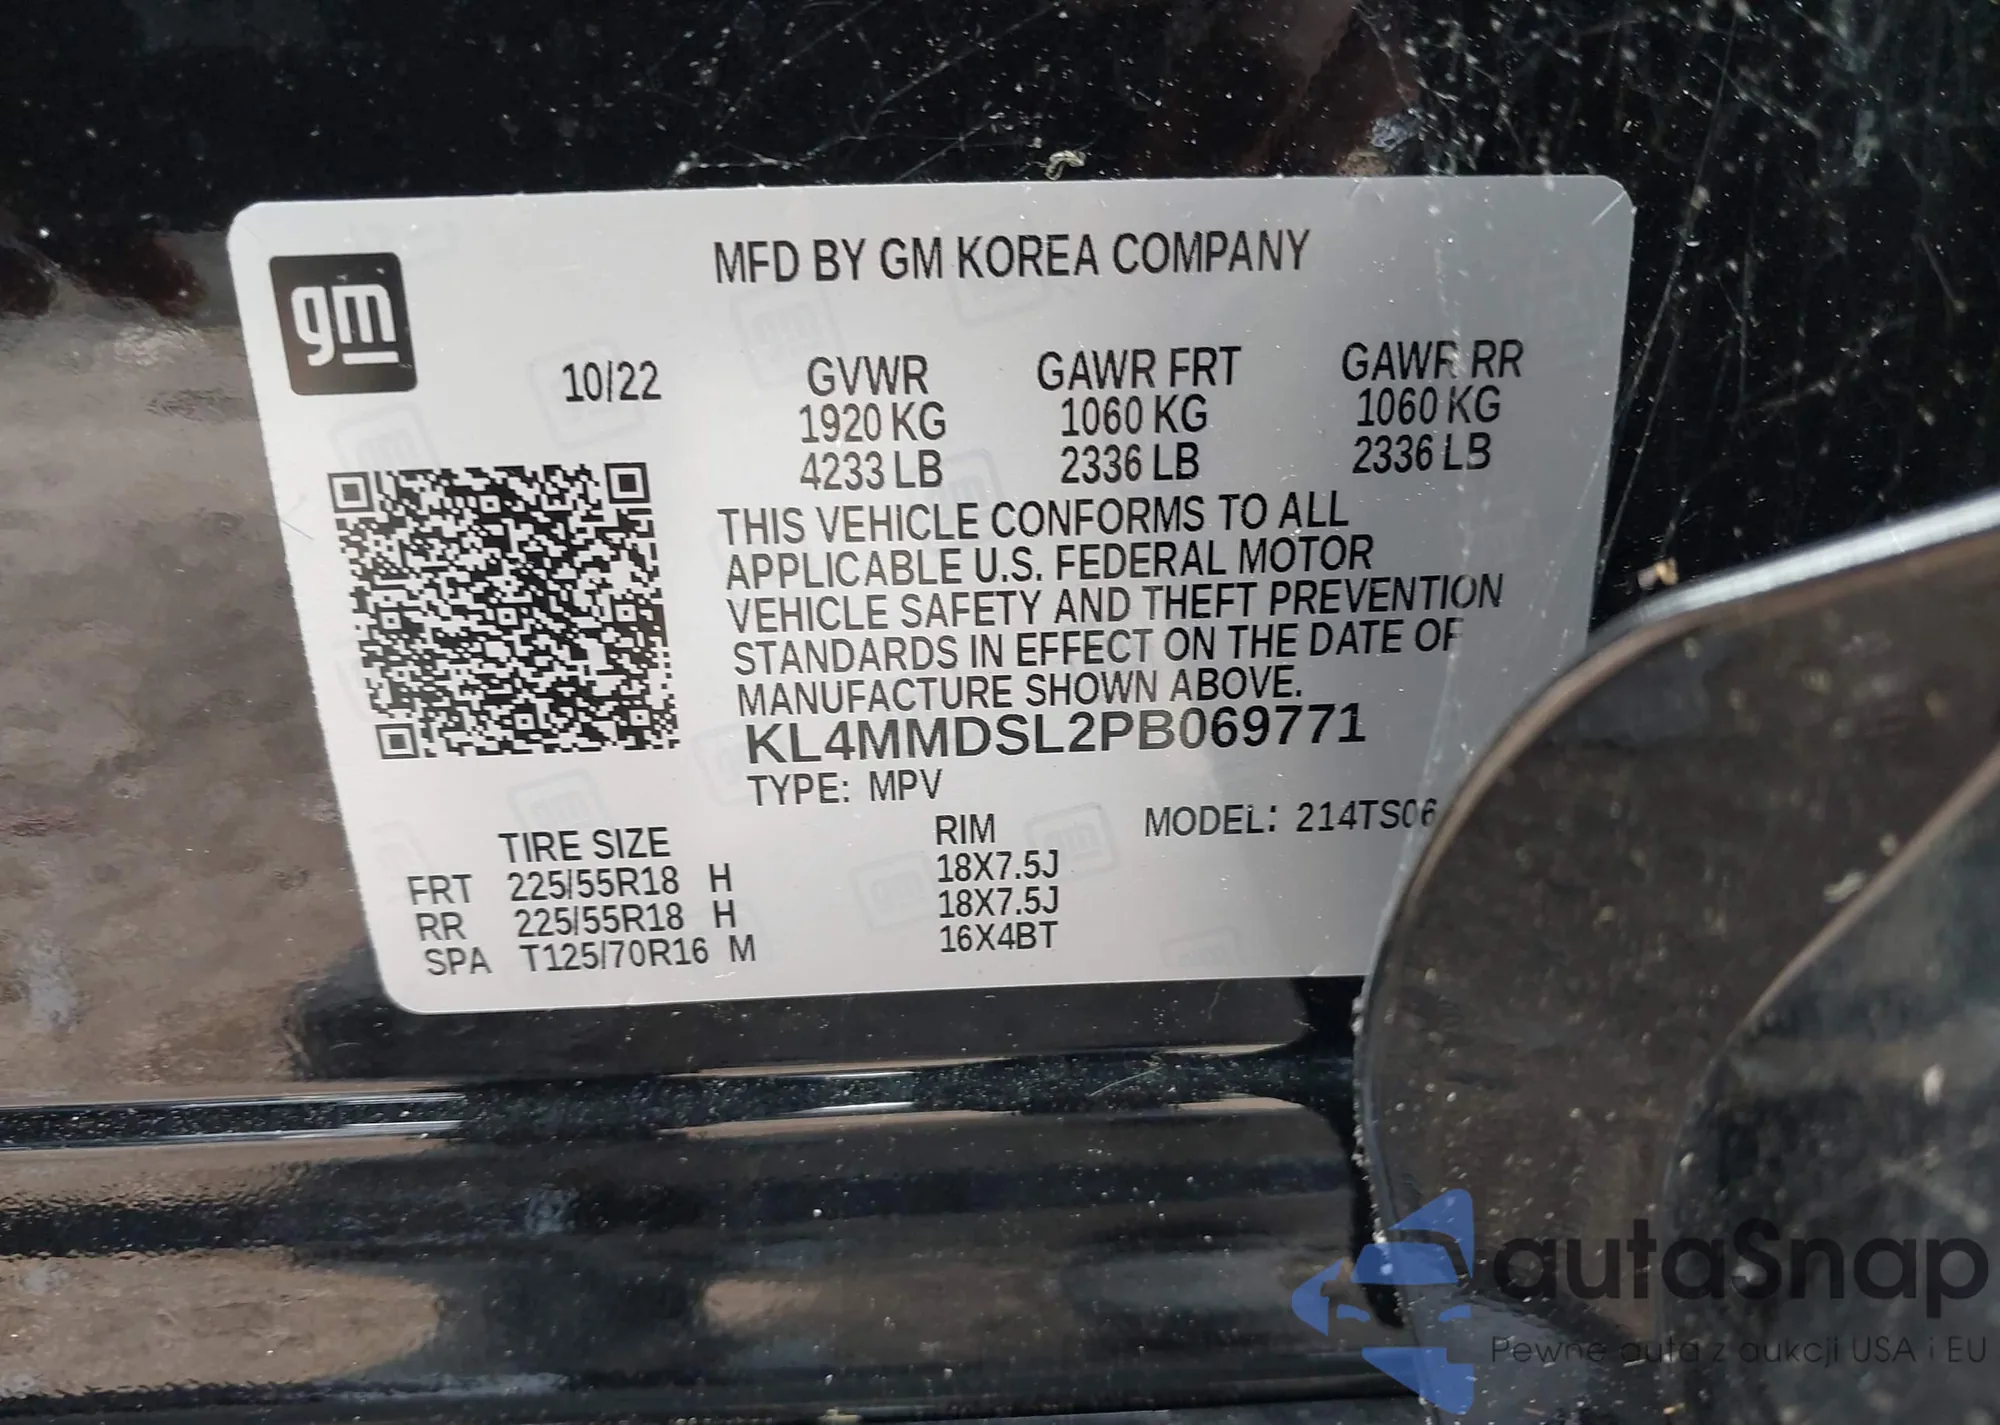 gm
MFD BY GM KOREA COMPANY
10/22 GVWR GAWR FRT GAWR RR
1920 KG 1060 KG 1060 KG
4233 LB 2336 LB 2336 LB
THIS VEHICLE CONFORMS TO ALL
APPLICABLE U.S. FEDERAL MOTOR
VEHICLE SAFETY AND THEFT PREVENTION
STANDARDS IN EFFECT ON THE DATE OF
MANUFACTURE SHOWN ABOVE.
KL4MMDSL2PB069771
TYPE: MPV
MODEL: 214TS06
TIRE SIZE RIM
FRT 225/55R18 H 18X7.5J
RR 225/55R18 H 18X7.5J
SPA T125/70R16 M 16X4BT
autaSnap
Pewne auta z aukcji USA i EU